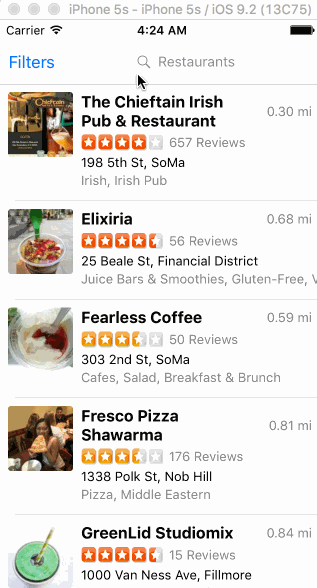 iPhone 5s - iPhone 5s / iOS 9.2 (13C75)
Carrier 4:24 AM
Filters Restaurants
The Chieftain Irish 0.30 mi
Pub & Restaurant
657 Reviews
198 5th St, SoMa
Irish, Irish Pub
Elixiria 0.68 mi
56 Reviews
25 Beale St, Financial District
Juice Bars & Smoothies, Gluten-Free, V
Fearless Coffee 0.59 mi
50 Reviews
303 2nd St, SoMa
Cafes, Salad, Breakfast & Brunch
Fresco Pizza 0.81 mi
Shawarma
176 Reviews
1338 Polk St, Nob Hill
Pizza, Middle Eastern
GreenLid Studiomix 0.84 mi
15 Reviews
1000 Van Ness Ave, Fillmore